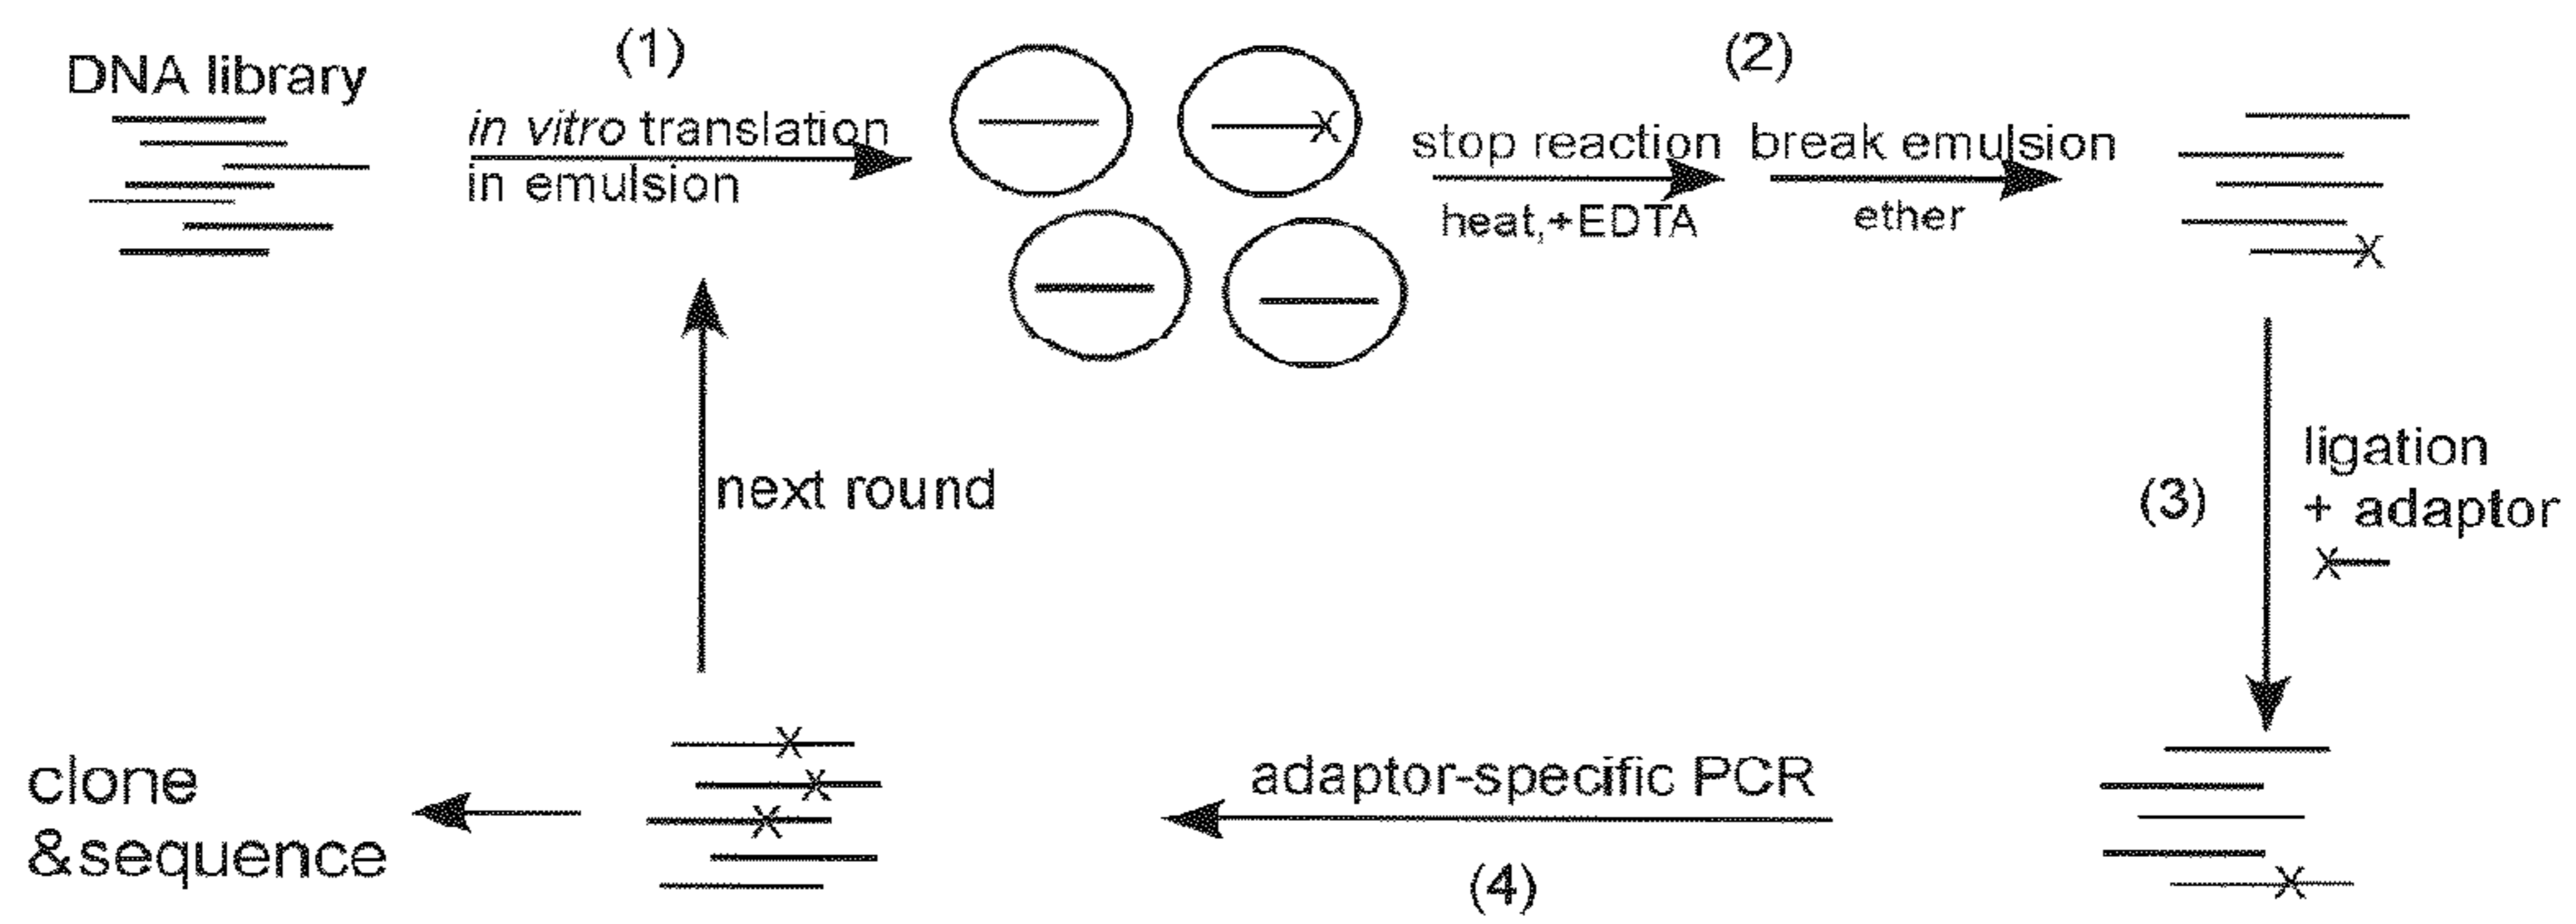 DNA library
(1)
in vitro translation
in emulsion
X
(2)
stop reaction
heat,+EDTA
break emulsion
ether
X
(3)
ligation
+ adaptor
X
next round
X
X
X
X
adaptor-specific PCR
(4)
clone
&sequence